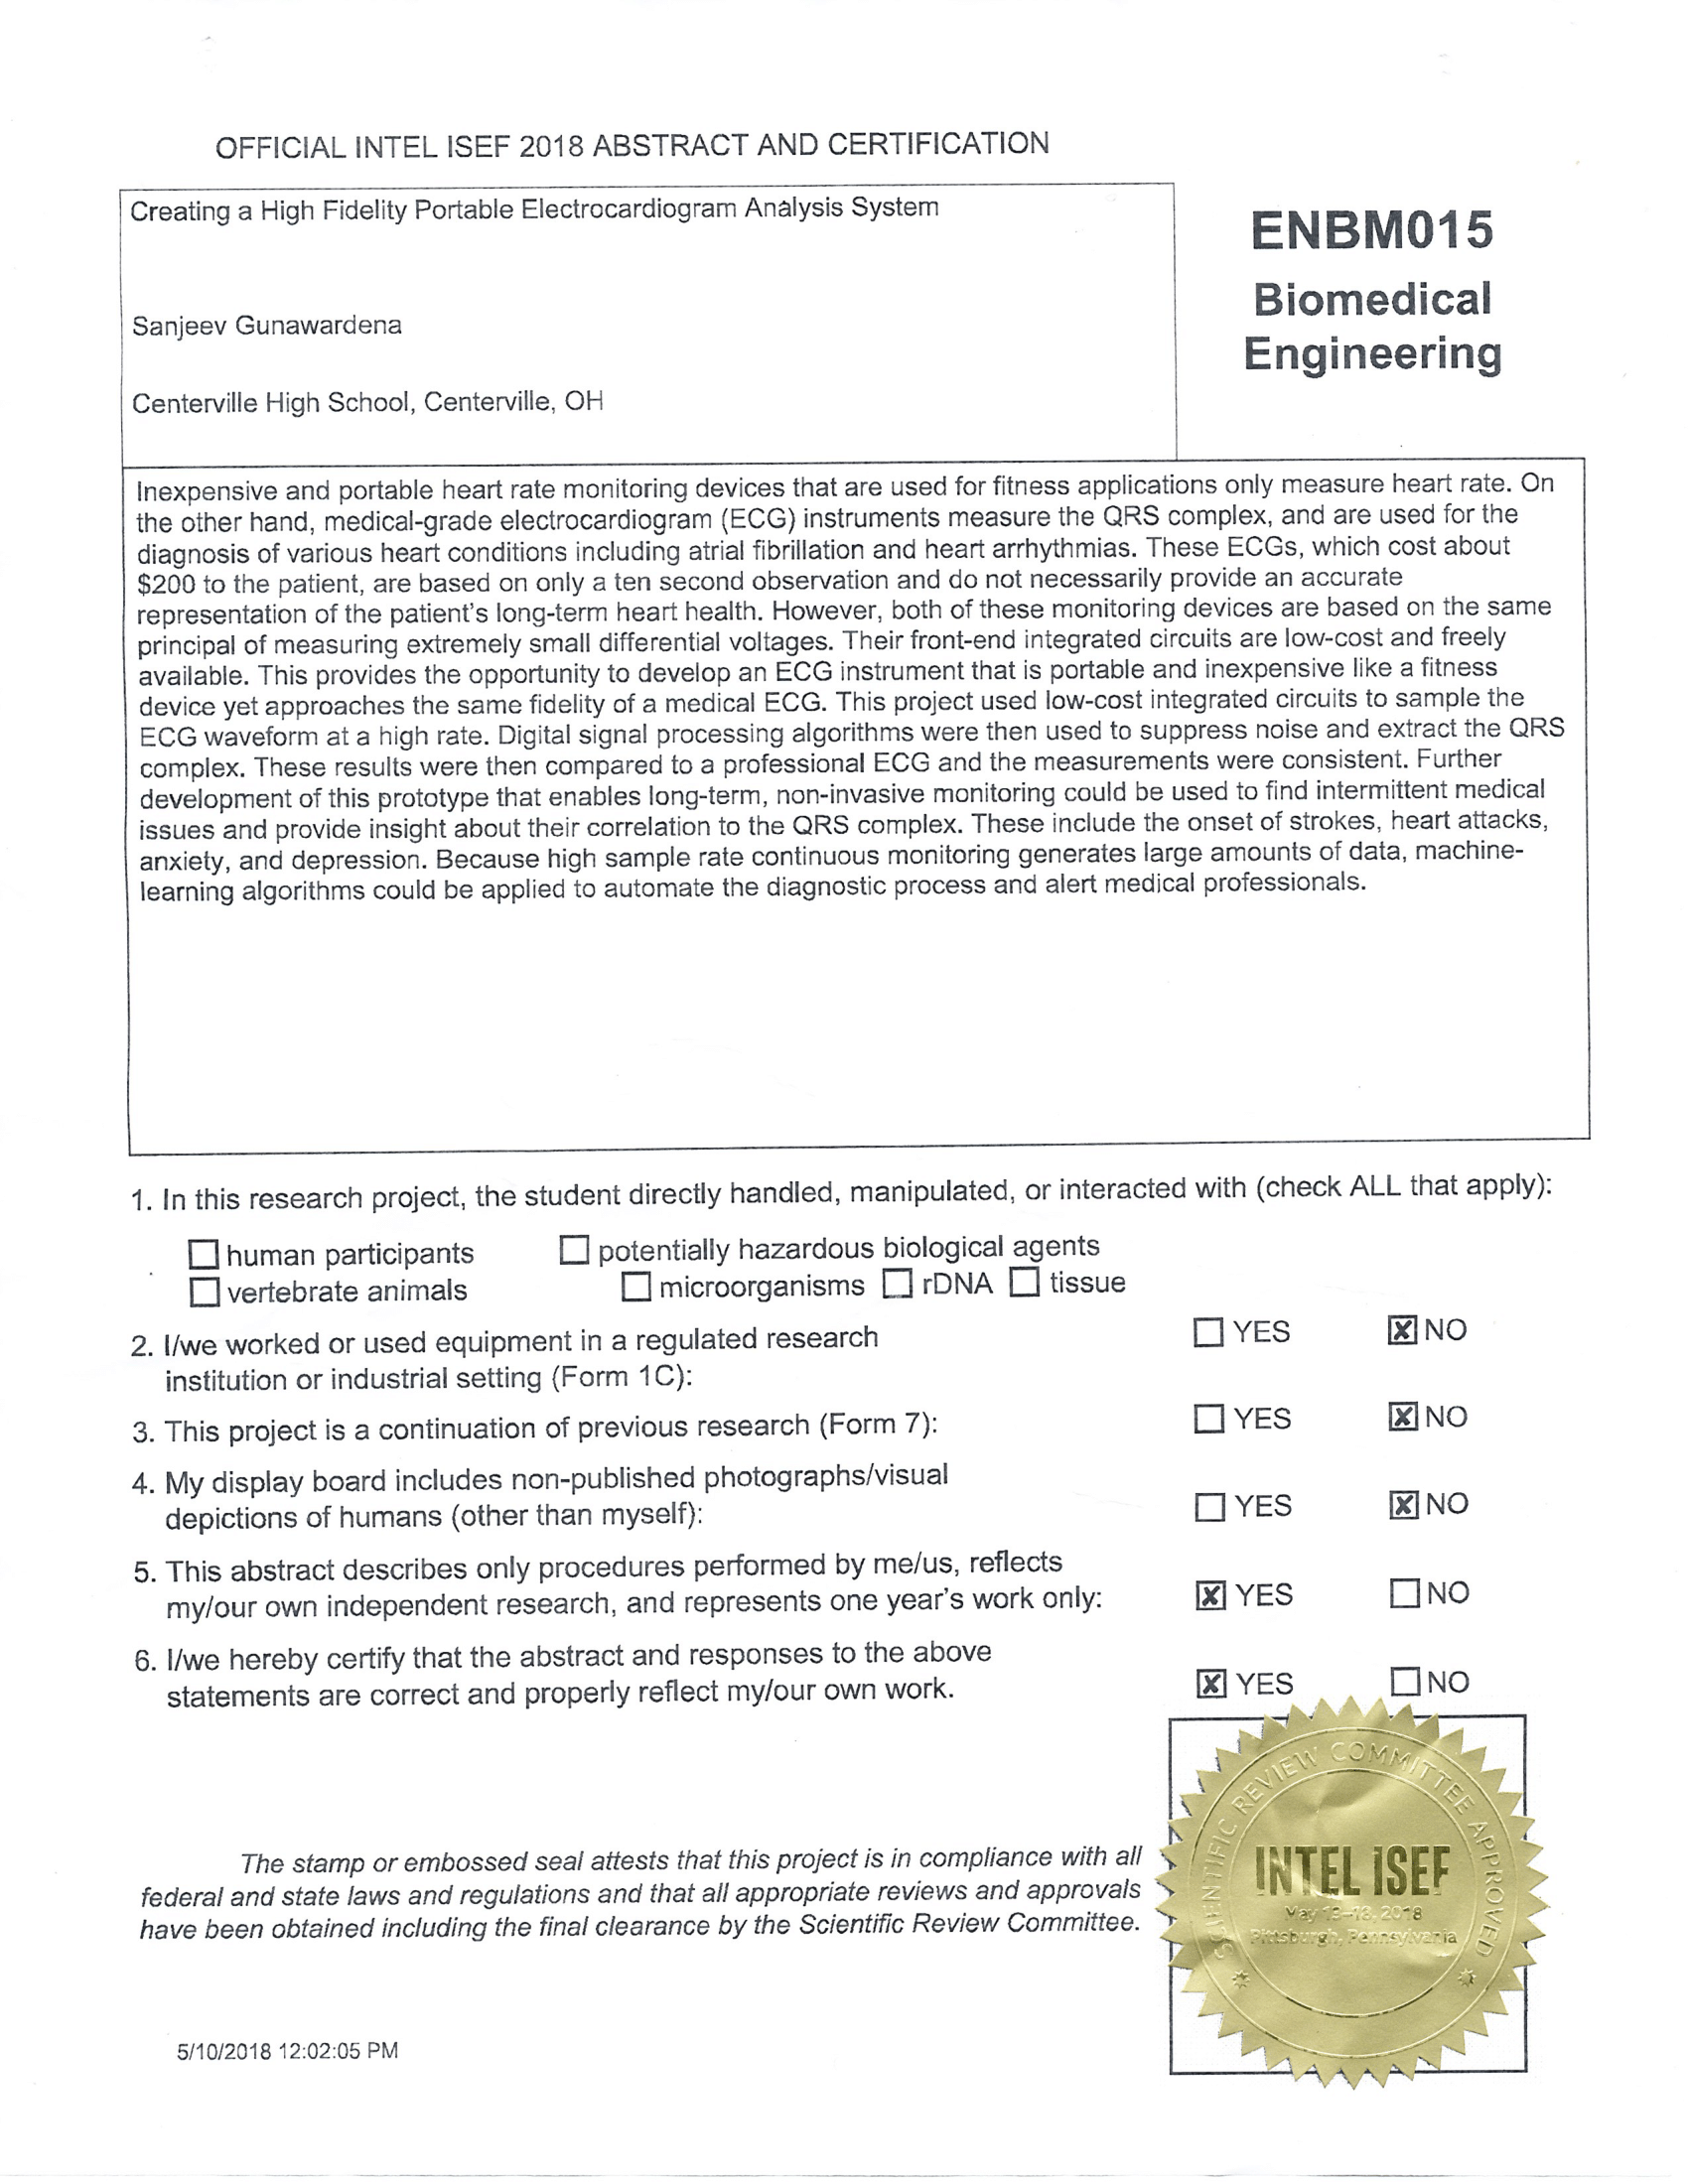 OFFICIAL INTEL ISEF 2018 ABSTRACT AND CERTIFICATION
Creating a High Fidelity Portable Electrocardiogram Analysis System
Sanjeev Gunawardena
Centerville High School, Centerville, OH
ENBM015
Biomedical
Engineering
Inexpensive and portable heart rate monitoring devices that are used for fitness applications only measure heart rate. On
the other hand, medical-grade electrocardiogram (ECG) instruments measure the QRS complex, and are used for the
diagnosis of various heart conditions including atrial fibrillation and heart arrhythmias. These ECGs, which cost about
$200 to the patient, are based on only a ten second observation and do not necessarily provide an accurate
representation of the patient's long-term heart health. However, both of these monitoring devices are based on the same
principal of measuring extremely small differential voltages. Their front-end integrated circuits are low-cost and freely
available. This provides the opportunity to develop an ECG instrument that is portable and inexpensive like a fitness
device yet approaches the same fidelity of a medical ECG. This project used low-cost integrated circuits to sample the
ECG waveform at a high rate. Digital signal processing algorithms were then used to suppress noise and extract the QRS
complex. These results were then compared to a professional ECG and the measurements were consistent. Further
development of this prototype that enables long-term, non-invasive monitoring could be used to find intermittent medical
issues and provide insight about their correlation to the QRS complex. These include the onset of strokes, heart attacks,
anxiety, and depression. Because high sample rate continuous monitoring generates large amounts of data, machine-
learning algorithms could be applied to automate the diagnostic process and alert medical professionals.
1. In this research project, the student directly handled, manipulated, or interacted with (check ALL that apply):
☐ human participants ☐ potentially hazardous biological agents
☐ vertebrate animals ☐ microorganisms ☐ rDNA ☐ tissue
2. I/we worked or used equipment in a regulated research
institution or industrial setting (Form 1C): ☐ YES ☒ NO
3. This project is a continuation of previous research (Form 7): ☐ YES ☒ NO
4. My display board includes non-published photographs/visual
depictions of humans (other than myself): ☐ YES ☒ NO
5. This abstract describes only procedures performed by me/us, reflects
my/our own independent research, and represents one year's work only: ☒ YES ☐ NO
6. I/we hereby certify that the abstract and responses to the above
statements are correct and properly reflect my/our own work. ☒ YES ☐ NO
The stamp or embossed seal attests that this project is in compliance with all
federal and state laws and regulations and that all appropriate reviews and approvals
have been obtained including the final clearance by the Scientific Review Committee.
SCIENTIFIC REVIEW COMMITTEE APPROVED
INTEL ISEF
May 13–18, 2018
Pittsburgh, Pennsylvania
5/10/2018 12:02:05 PM